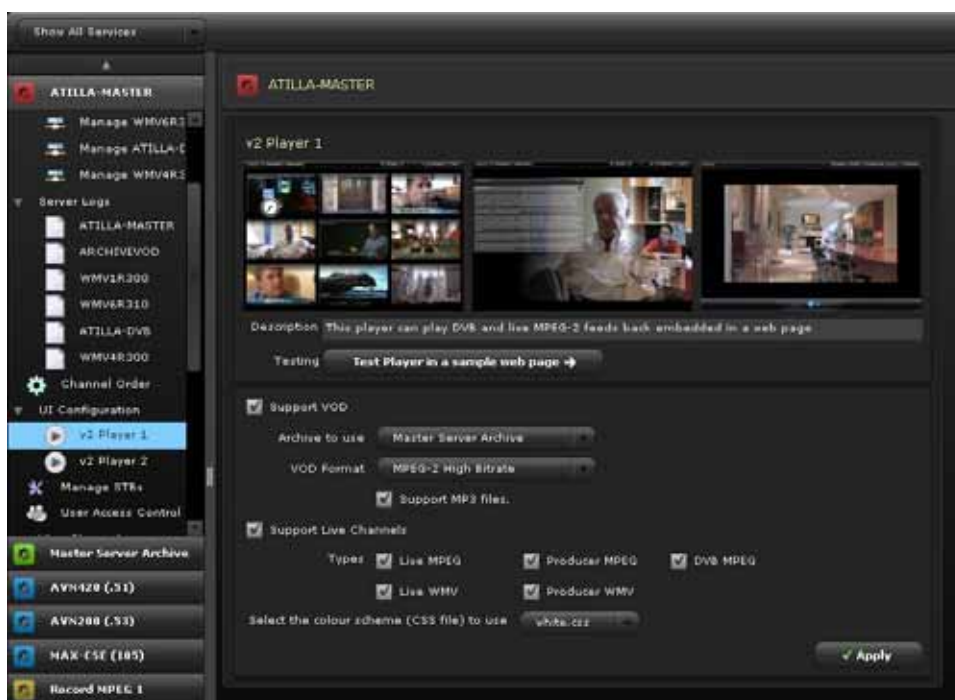 Show All Services
ATILLA-MASTER
Manage WMV6R3
Manage ATILLA-D
Manage WMV4R3
Server Logs
ATILLA-MASTER
ARCHIVEVOD
WMV1R300
WMV6R310
ATILLA-DVB
WMV4R300
Channel Order
UI Configuration
v2 Player 1
v2 Player 2
Manage STBs
User Access Control
Master Server Archive
AVN420 (.51)
AVN200 (.53)
MAX-CSE (105)
Record MPEG 1
ATILLA-MASTER
v2 Player 1
Description This player can play DVB and live MPEG-2 feeds back embedded in a web page
Testing Test Player in a sample web page →
Support VOD
Archive to use Master Server Archive
VOD Format MPEG-2 High Bitrate
Support MP3 files.
Support Live Channels
Types Live MPEG Producer MPEG DVB MPEG
Live WMV Producer WMV
Select the colour scheme (CSS file) to use white.css
Apply